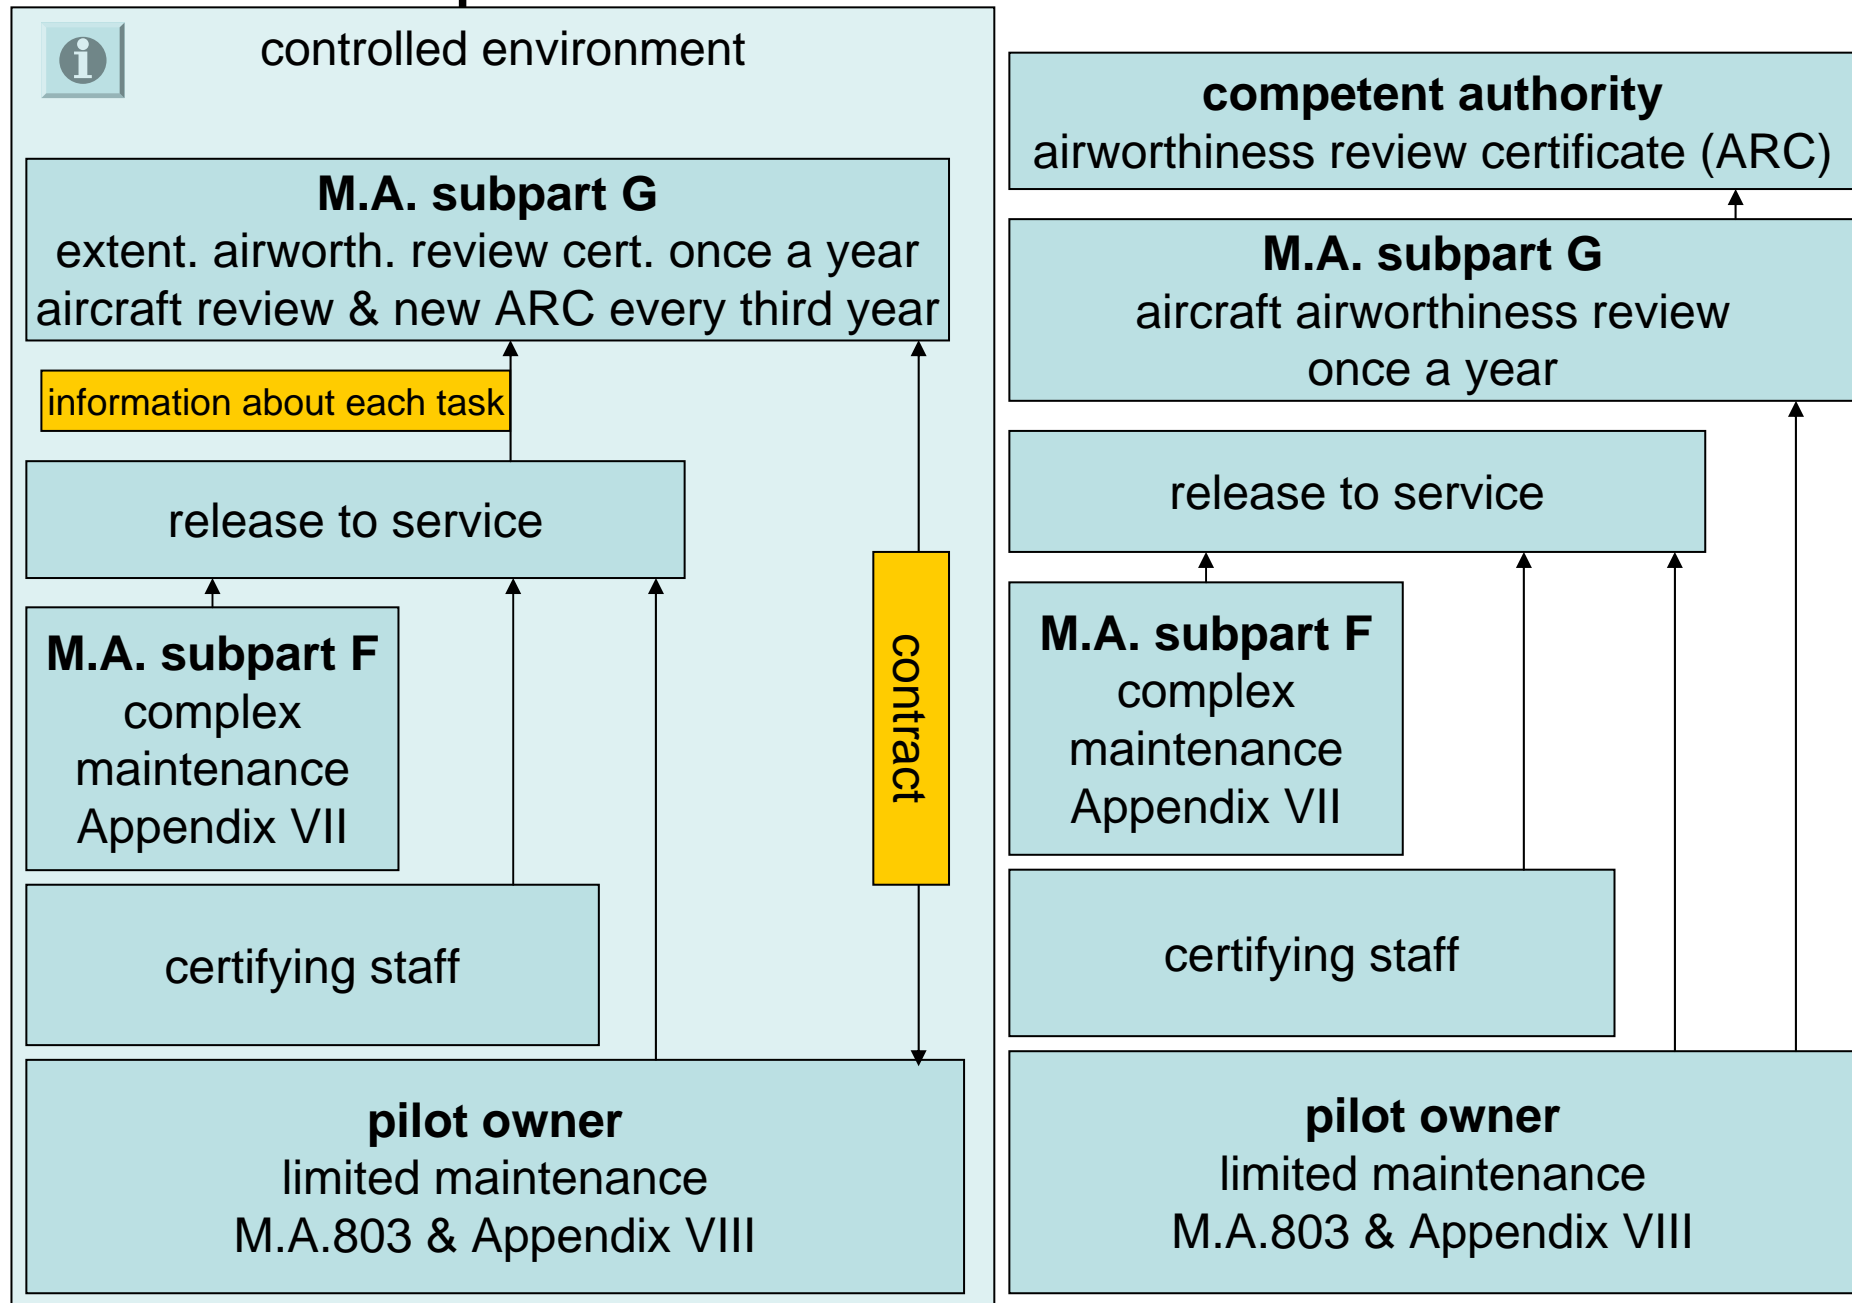 controlled environment
M.A. subpart G
extent. airworth. review cert. once a year
aircraft review & new ARC every third year
information about each task
release to service
contract
M.A. subpart F
complex
maintenance
Appendix VII
certifying staff
pilot owner
limited maintenance
M.A.803 & Appendix VIII
competent authority
airworthiness review certificate (ARC)
M.A. subpart G
aircraft airworthiness review
once a year
release to service
M.A. subpart F
complex
maintenance
Appendix VII
certifying staff
pilot owner
limited maintenance
M.A.803 & Appendix VIII